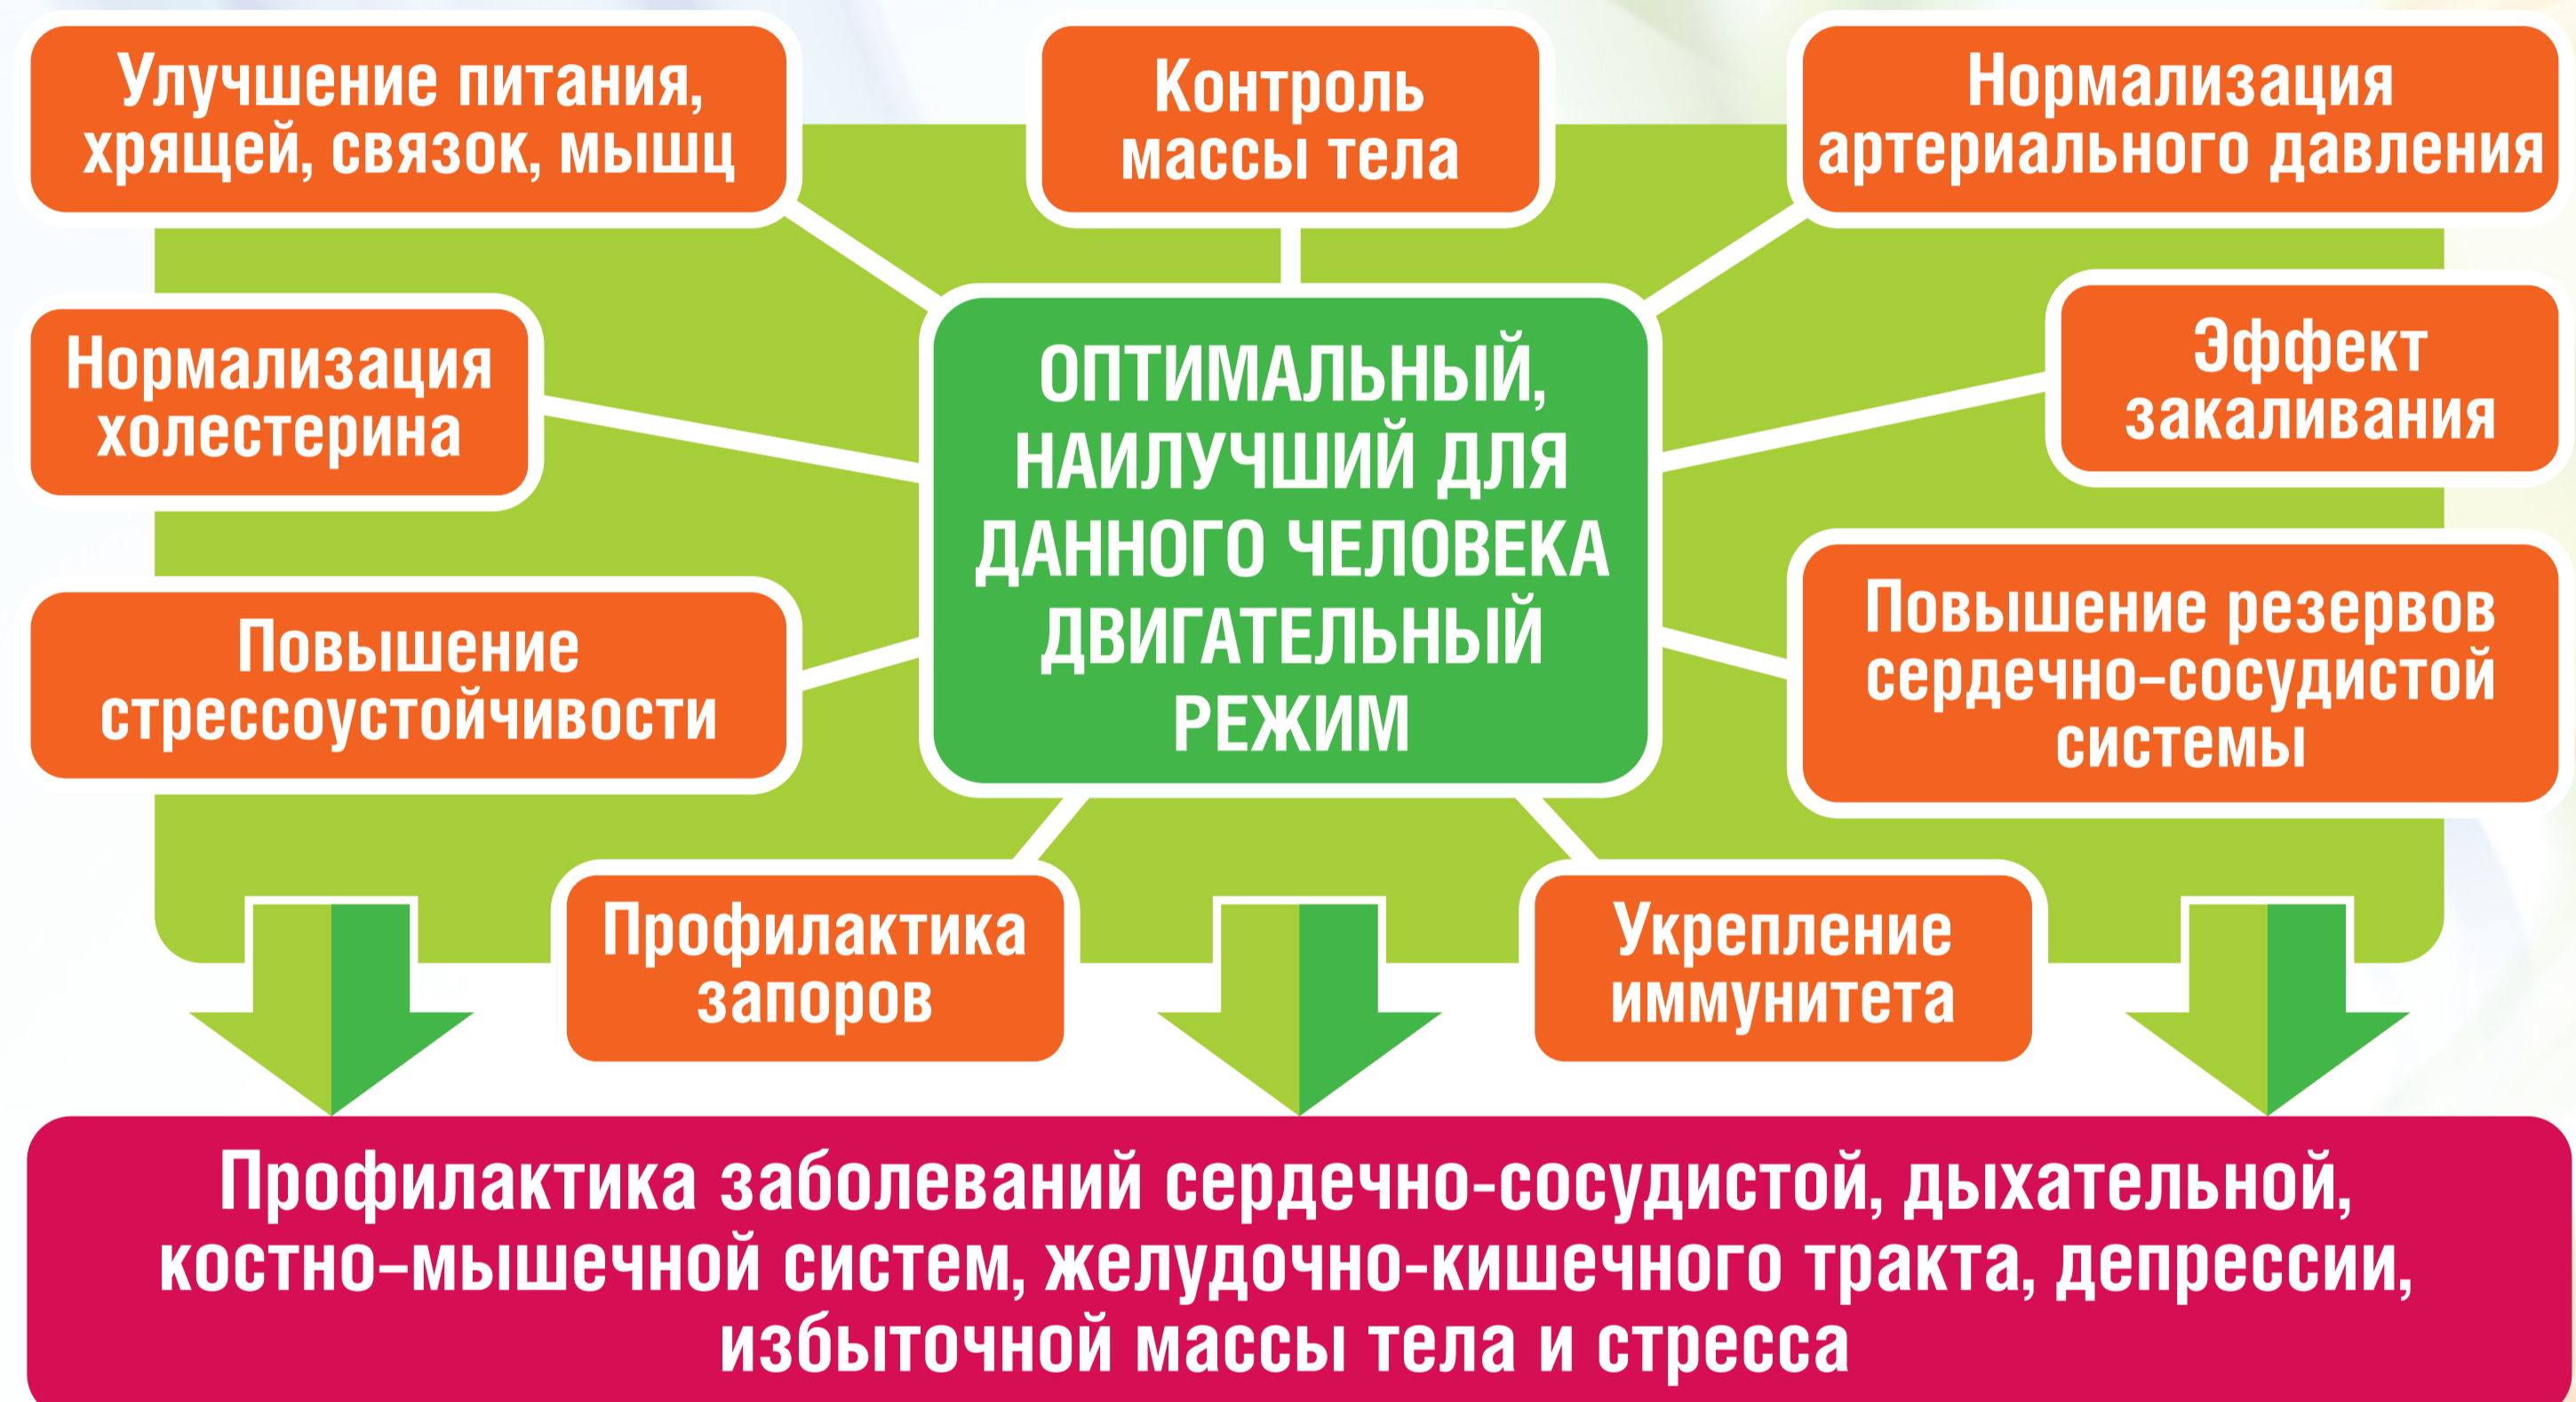 Улучшение питания,
хрящей, связок, мышц
Контроль
массы тела
Нормализация
артериального давления
Нормализация
холестерина
ОПТИМАЛЬНЫЙ,
НАИЛУЧШИЙ ДЛЯ
ДАННОГО ЧЕЛОВЕКА
ДВИГАТЕЛЬНЫЙ
РЕЖИМ
Эффект
закаливания
Повышение
стрессоустойчивости
Повышение резервов
сердечно–сосудистой
системы
Профилактика
запоров
Укрепление
иммунитета
Профилактика заболеваний сердечно-сосудистой, дыхательной,
костно–мышечной систем, желудочно-кишечного тракта, депрессии,
избыточной массы тела и стресса